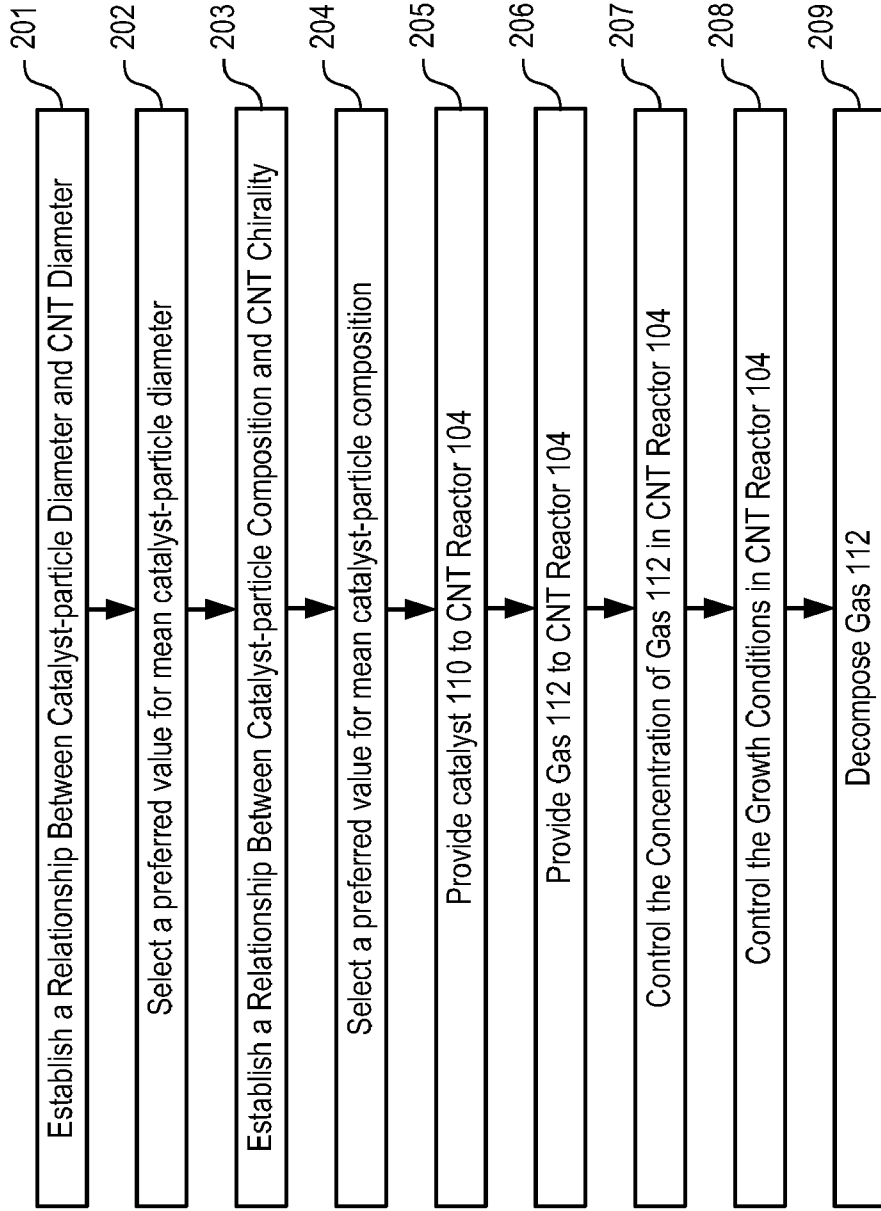 201
Establish a Relationship Between Catalyst-particle Diameter and CNT Diameter
202
Select a preferred value for mean catalyst-particle diameter
203
Establish a Relationship Between Catalyst-particle Composition and CNT Chirality
204
Select a preferred value for mean catalyst-particle composition
205
Provide catalyst 110 to CNT Reactor 104
206
Provide Gas 112 to CNT Reactor 104
207
Control the Concentration of Gas 112 in CNT Reactor 104
208
Control the Growth Conditions in CNT Reactor 104
209
Decompose Gas 112